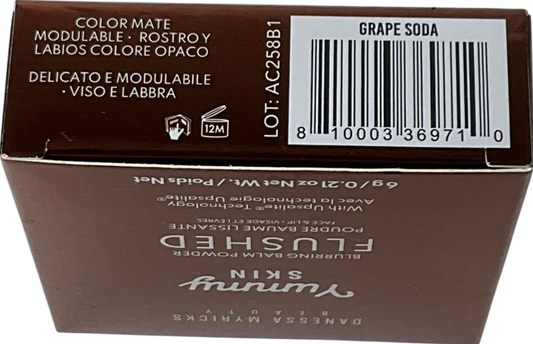 COLOR MATE
MODULABLE · ROSTRO Y
LABIOS COLORE OPACO
DELICATO E MODULABILE
· VISO E LABBRA
12M
LOT: AC258B1
GRAPE SODA
8 10003 36971 0
DANESSA MYRICKS
BEAUTY
Yummy
SKIN
BLURRING BALM POWDER
FLUSHED
POUDRE BAUME LISSANTE
FACE & LIP - VISAGE ET LÈVRES
With Upsalite® Technology
Avec la technologie Upsalite®
6g / 0.21 oz Net Wt. / Poids Net